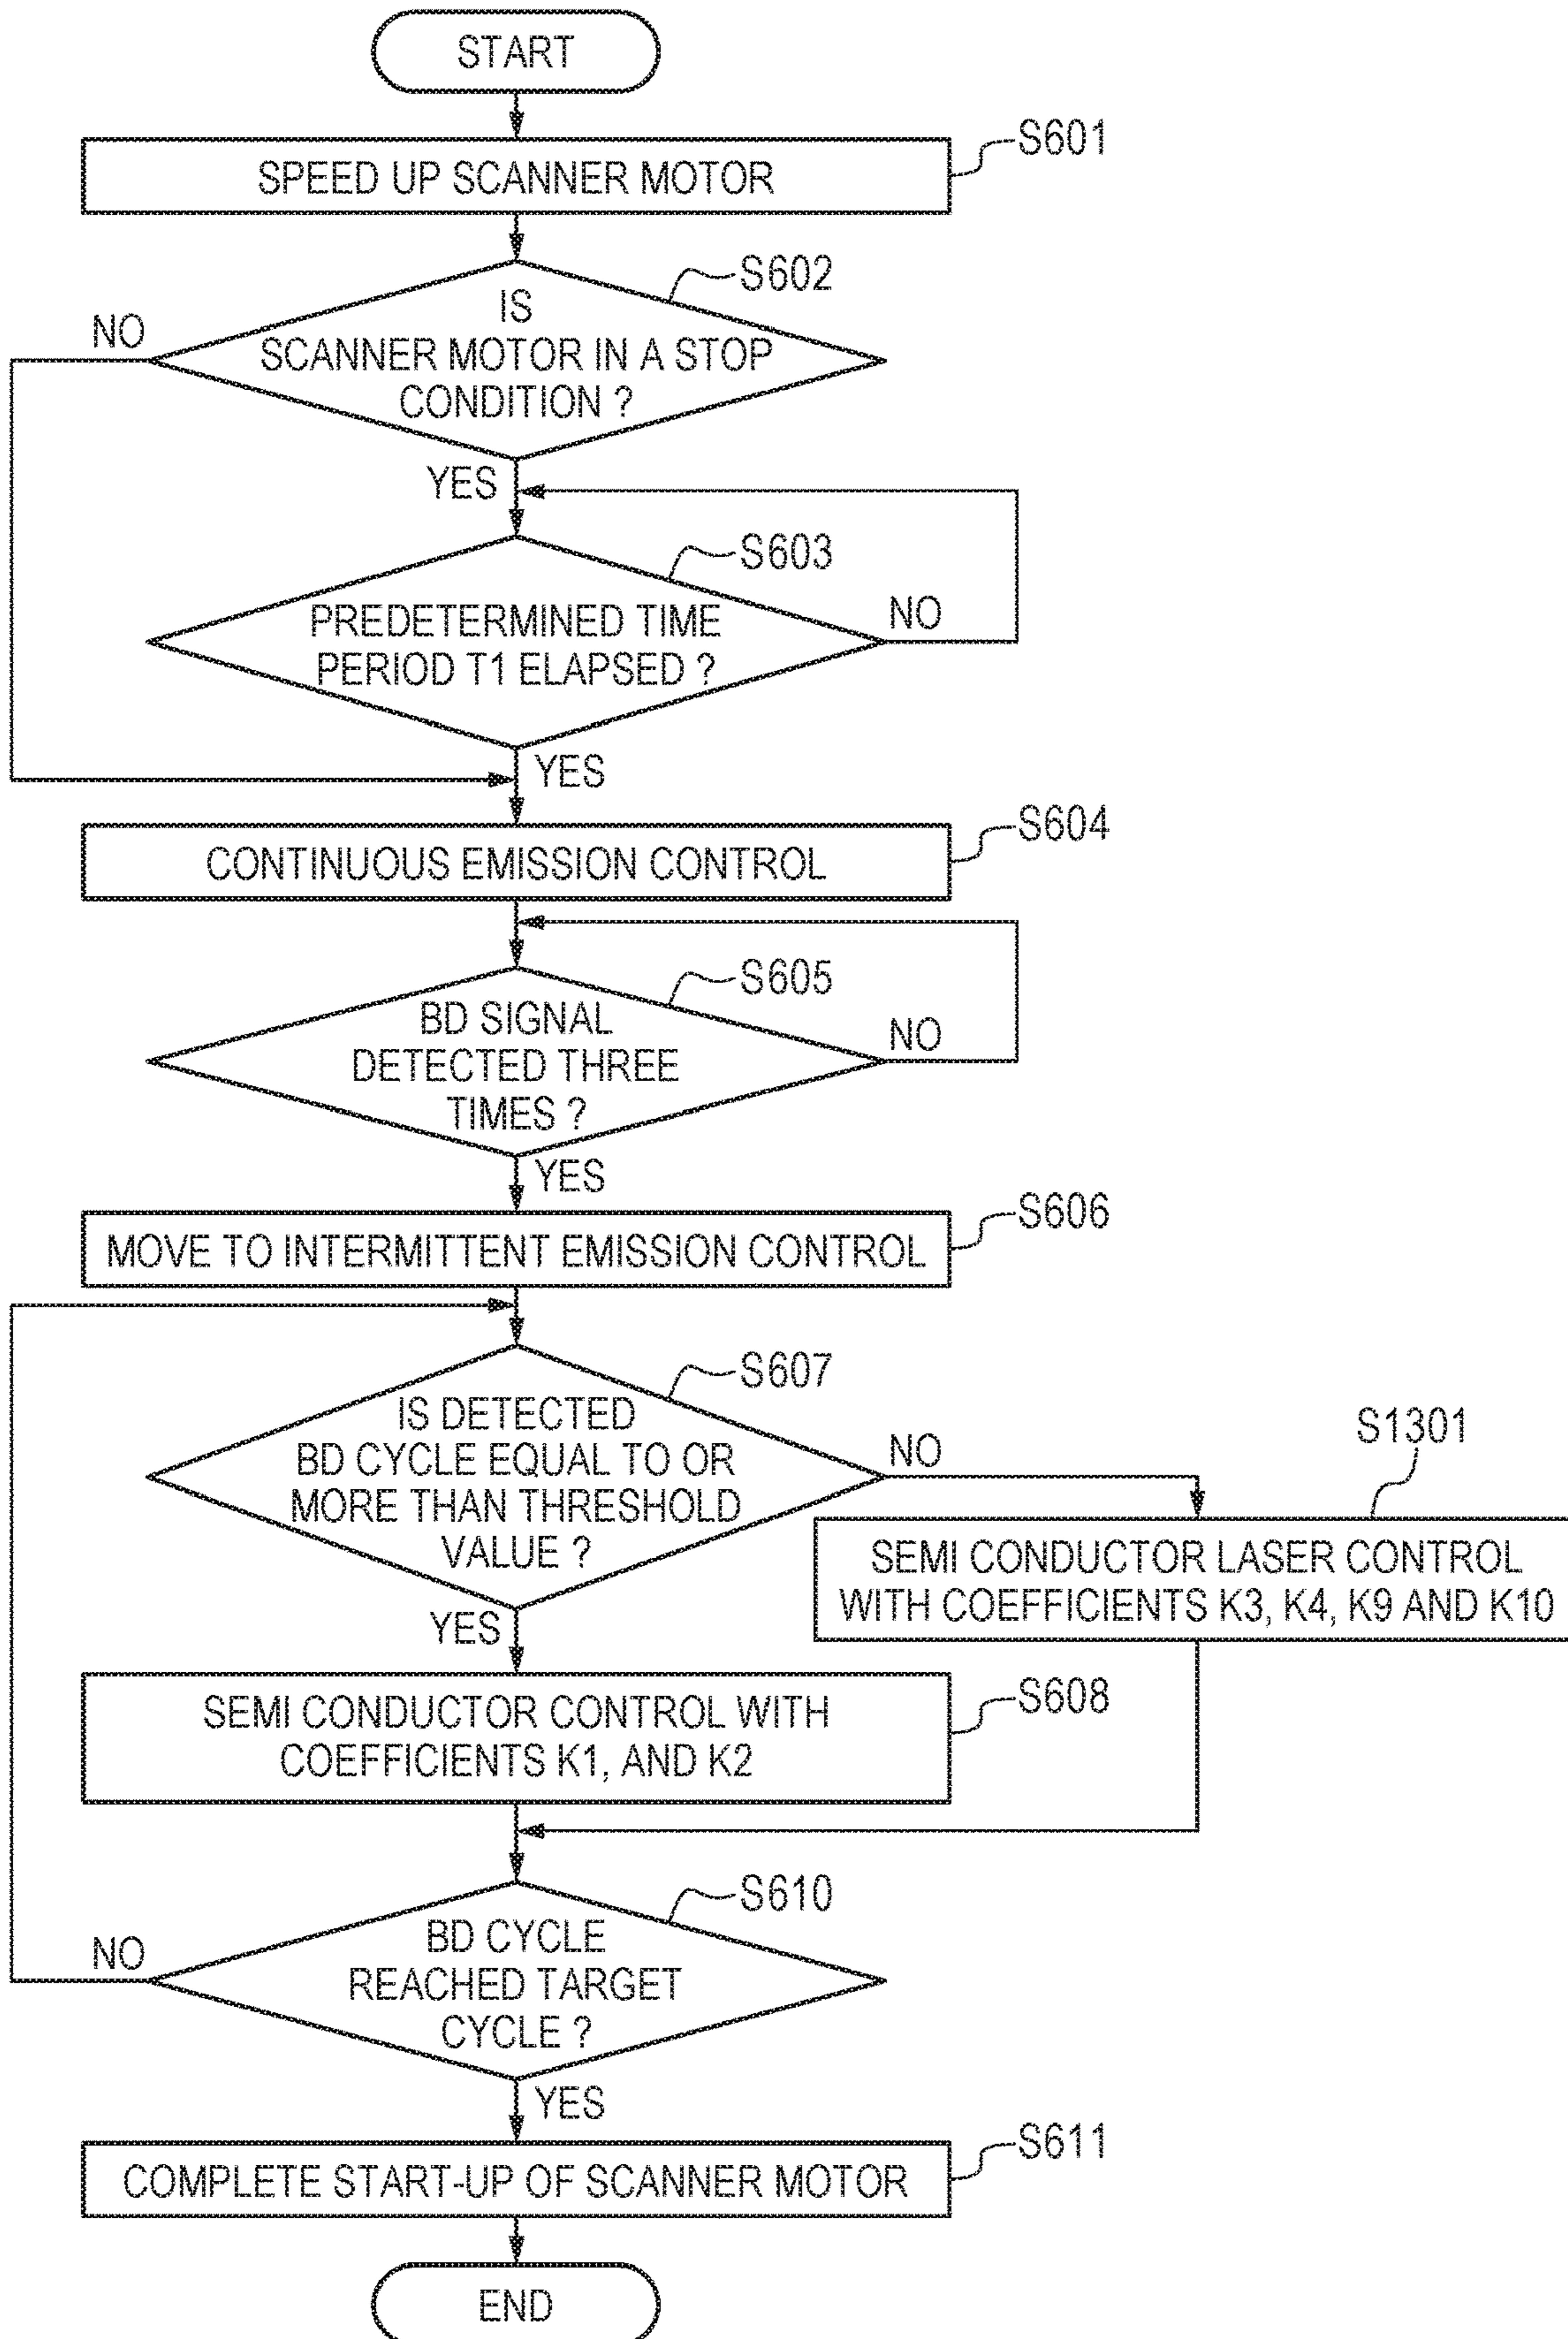 START
SPEED UP SCANNER MOTOR
S601
S602
IS
SCANNER MOTOR IN A STOP
CONDITION ?
NO
YES
S603
PREDETERMINED TIME
PERIOD T1 ELAPSED ?
NO
YES
CONTINUOUS EMISSION CONTROL
S604
S605
BD SIGNAL
DETECTED THREE
TIMES ?
NO
YES
MOVE TO INTERMITTENT EMISSION CONTROL
S606
S607
IS DETECTED
BD CYCLE EQUAL TO OR
MORE THAN THRESHOLD
VALUE ?
NO
S1301
SEMI CONDUCTOR LASER CONTROL
WITH COEFFICIENTS K3, K4, K9 AND K10
YES
SEMI CONDUCTOR CONTROL WITH
COEFFICIENTS K1, AND K2
S608
S610
BD CYCLE
REACHED TARGET
CYCLE ?
NO
YES
COMPLETE START-UP OF SCANNER MOTOR
S611
END